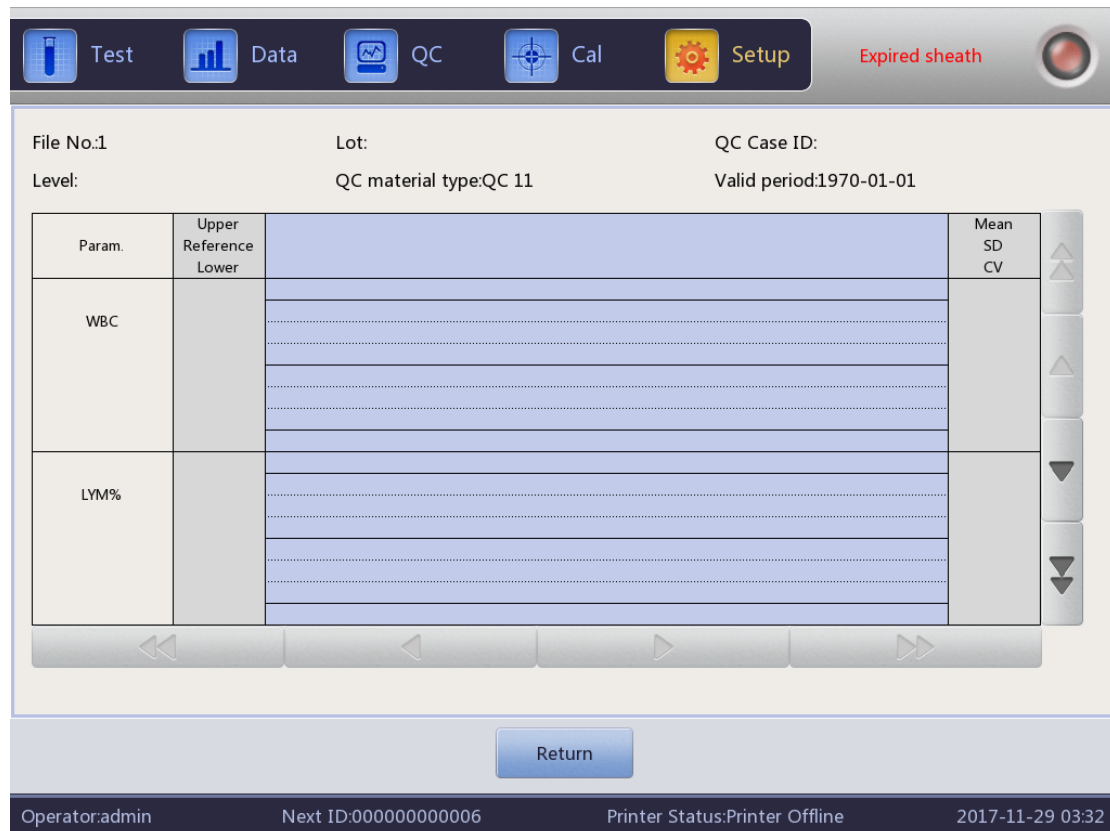 Test Data QC Cal Setup Expired sheath
File No.:1 Lot: QC Case ID:
Level: QC material type:QC 11 Valid period:1970-01-01
Param.
Upper
Reference
Lower
Mean
SD
CV
WBC
LYM%
Return
Operator:admin Next ID:000000000006 Printer Status:Printer Offline 2017-11-29 03:32